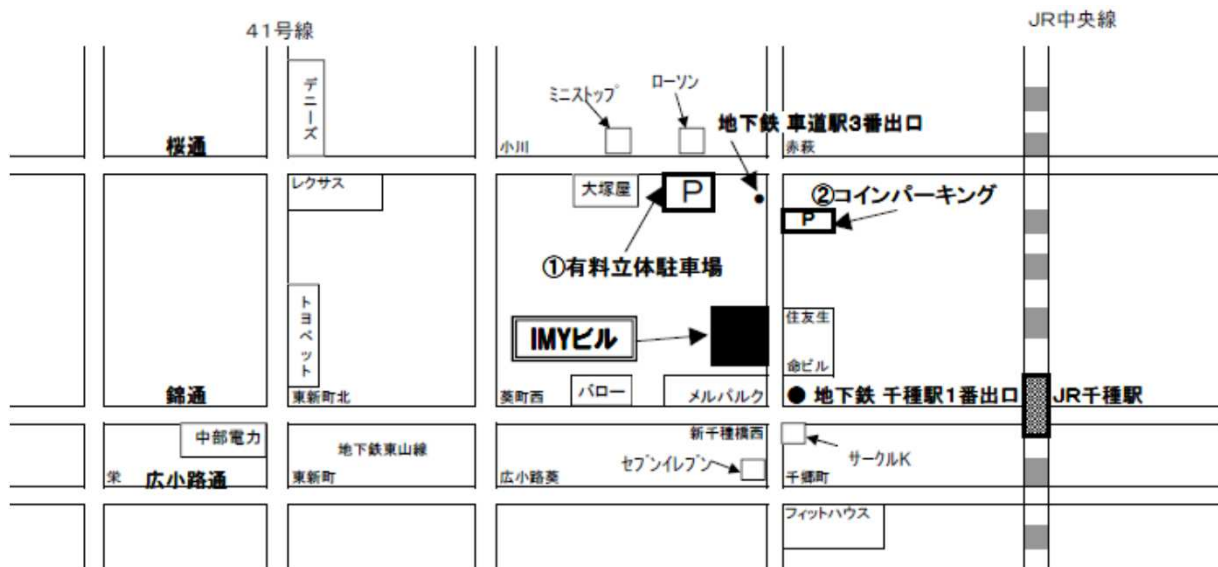 41号線
JR中央線
デニーズ
ミニストップ
ローソン
地下鉄 車道駅3番出口
桜通
小川
赤萩
レクサス
大塚屋
P
②コインパーキング
P
①有料立体駐車場
トヨペット
IMYビル
住友生
命ビル
錦通
東新町北
葵町西
バロー
メルパルク
● 地下鉄 千種駅1番出口
JR千種駅
中部電力
地下鉄東山線
新千種橋西
サークルK
セブンイレブン
栄
広小路通
東新町
広小路葵
千郷町
フィットハウス